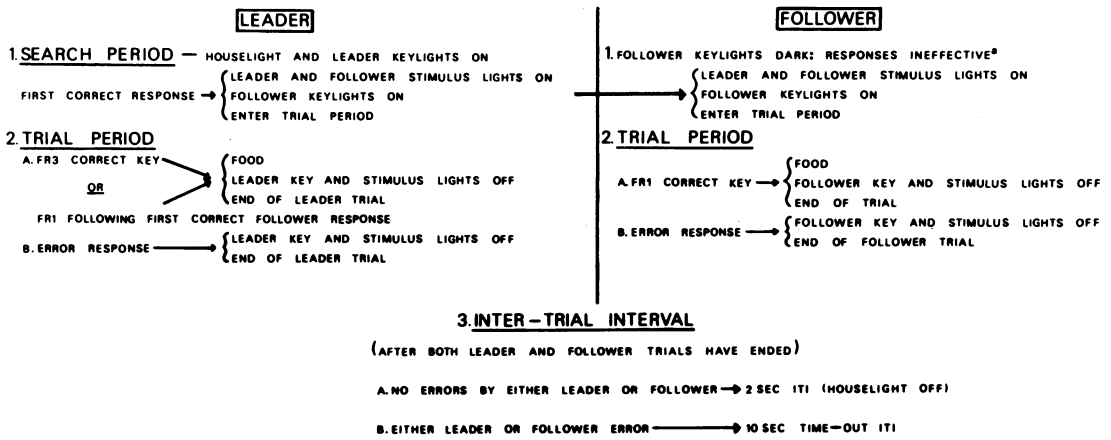 LEADER
1. SEARCH PERIOD — HOUSELIGHT AND LEADER KEYLIGHTS ON
FIRST CORRECT RESPONSE → LEADER AND FOLLOWER STIMULUS LIGHTS ON
FOLLOWER KEYLIGHTS ON
ENTER TRIAL PERIOD
2. TRIAL PERIOD
A. FR3 CORRECT KEY
OR
FR1 FOLLOWING FIRST CORRECT FOLLOWER RESPONSE
FOOD
LEADER KEY AND STIMULUS LIGHTS OFF
END OF LEADER TRIAL
B. ERROR RESPONSE → LEADER KEY AND STIMULUS LIGHTS OFF
END OF LEADER TRIAL
FOLLOWER
1. FOLLOWER KEYLIGHTS DARK: RESPONSES INEFFECTIVEª
LEADER AND FOLLOWER STIMULUS LIGHTS ON
FOLLOWER KEYLIGHTS ON
ENTER TRIAL PERIOD
2. TRIAL PERIOD
A. FR1 CORRECT KEY → FOOD
FOLLOWER KEY AND STIMULUS LIGHTS OFF
END OF TRIAL
B. ERROR RESPONSE → FOLLOWER KEY AND STIMULUS LIGHTS OFF
END OF FOLLOWER TRIAL
3. INTER-TRIAL INTERVAL
(AFTER BOTH LEADER AND FOLLOWER TRIALS HAVE ENDED)
A. NO ERRORS BY EITHER LEADER OR FOLLOWER → 2 SEC ITI (HOUSELIGHT OFF)
B. EITHER LEADER OR FOLLOWER ERROR → 10 SEC TIME-OUT ITI